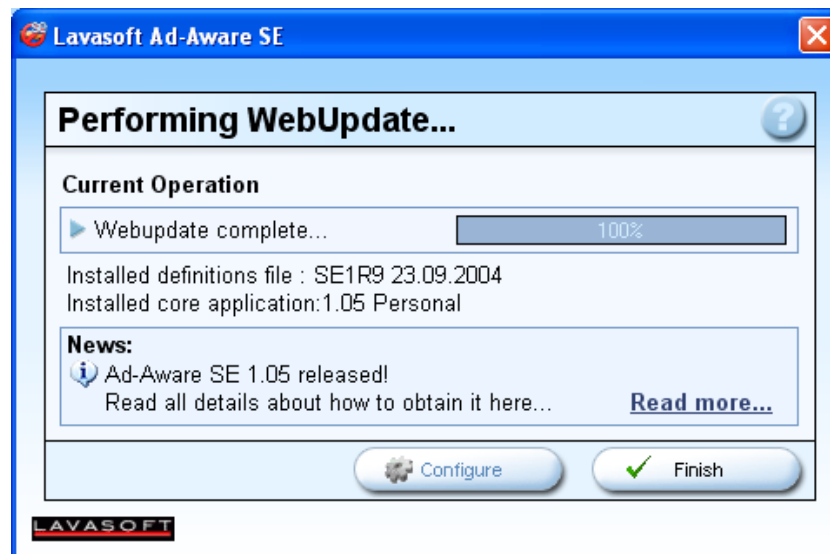 Lavasoft Ad-Aware SE
Performing WebUpdate...
Current Operation
Webupdate complete...
100%
Installed definitions file : SE1R9 23.09.2004
Installed core application:1.05 Personal
News:
Ad-Aware SE 1.05 released!
Read all details about how to obtain it here... Read more...
Configure
Finish
LAVASOFT